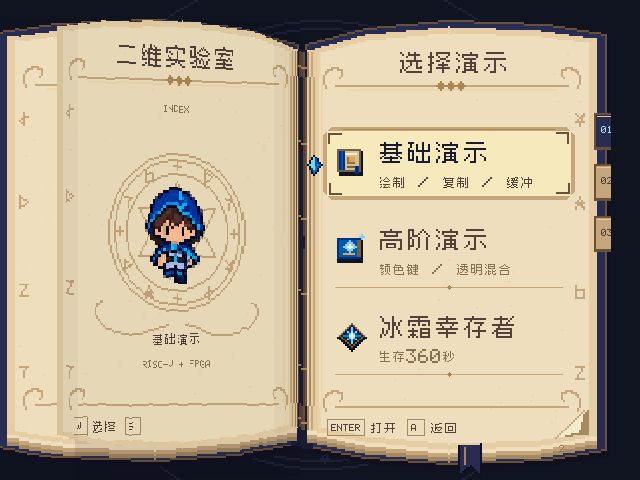 二维实验室
INDEX
基础演示
RISC-V + FPGA
选择
选择演示
基础演示
绘制 / 复制 / 缓冲
高阶演示
颜色键 / 透明混合
冰霜幸存者
生存360秒
ENTER 打开 A 返回
01
02
03